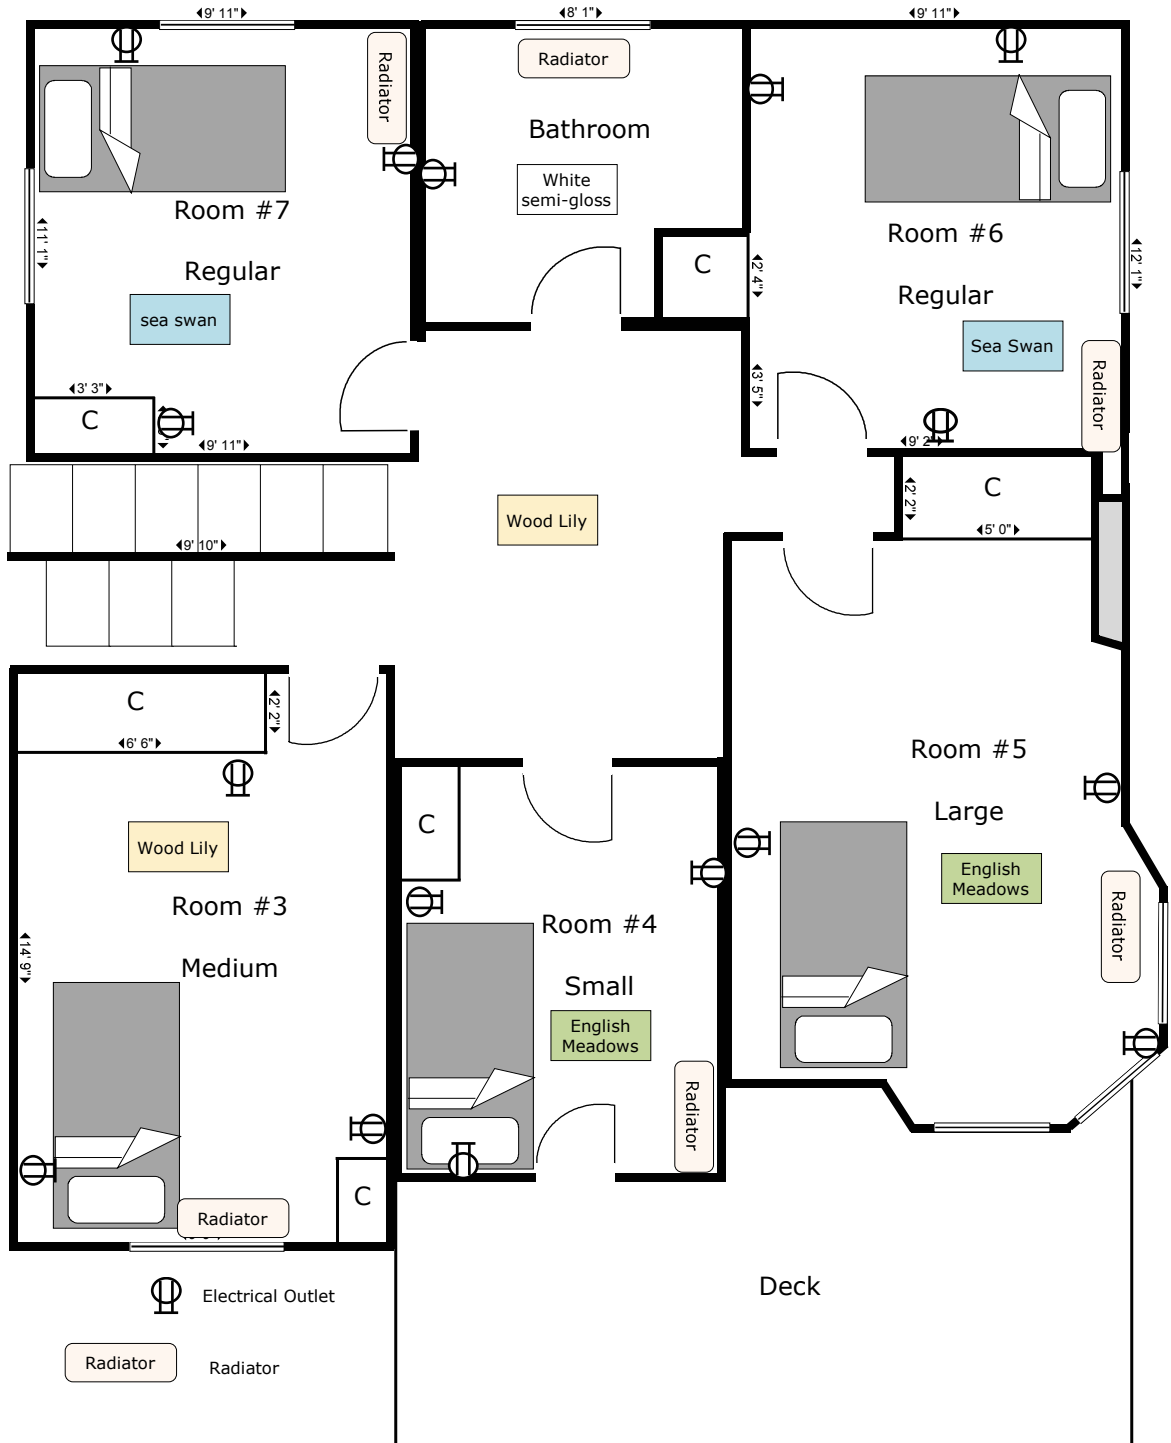 9' 11"
8' 1"
9' 11"
Radiator
Radiator
Bathroom
White
semi-gloss
Room #7
Regular
11' 1"
sea swan
C
2' 4"
Room #6
Regular
12' 1"
Sea Swan
Radiator
3' 5"
3' 3"
C
9' 11"
9' 2"
C
2' 2"
5' 0"
Wood Lily
9' 10"
C
2' 2"
6' 6"
Room #5
Large
English
Meadows
Radiator
C
Wood Lily
Room #3
Medium
14' 9"
Room #4
Small
English
Meadows
Radiator
C
Radiator
Deck
Electrical Outlet
Radiator
Radiator